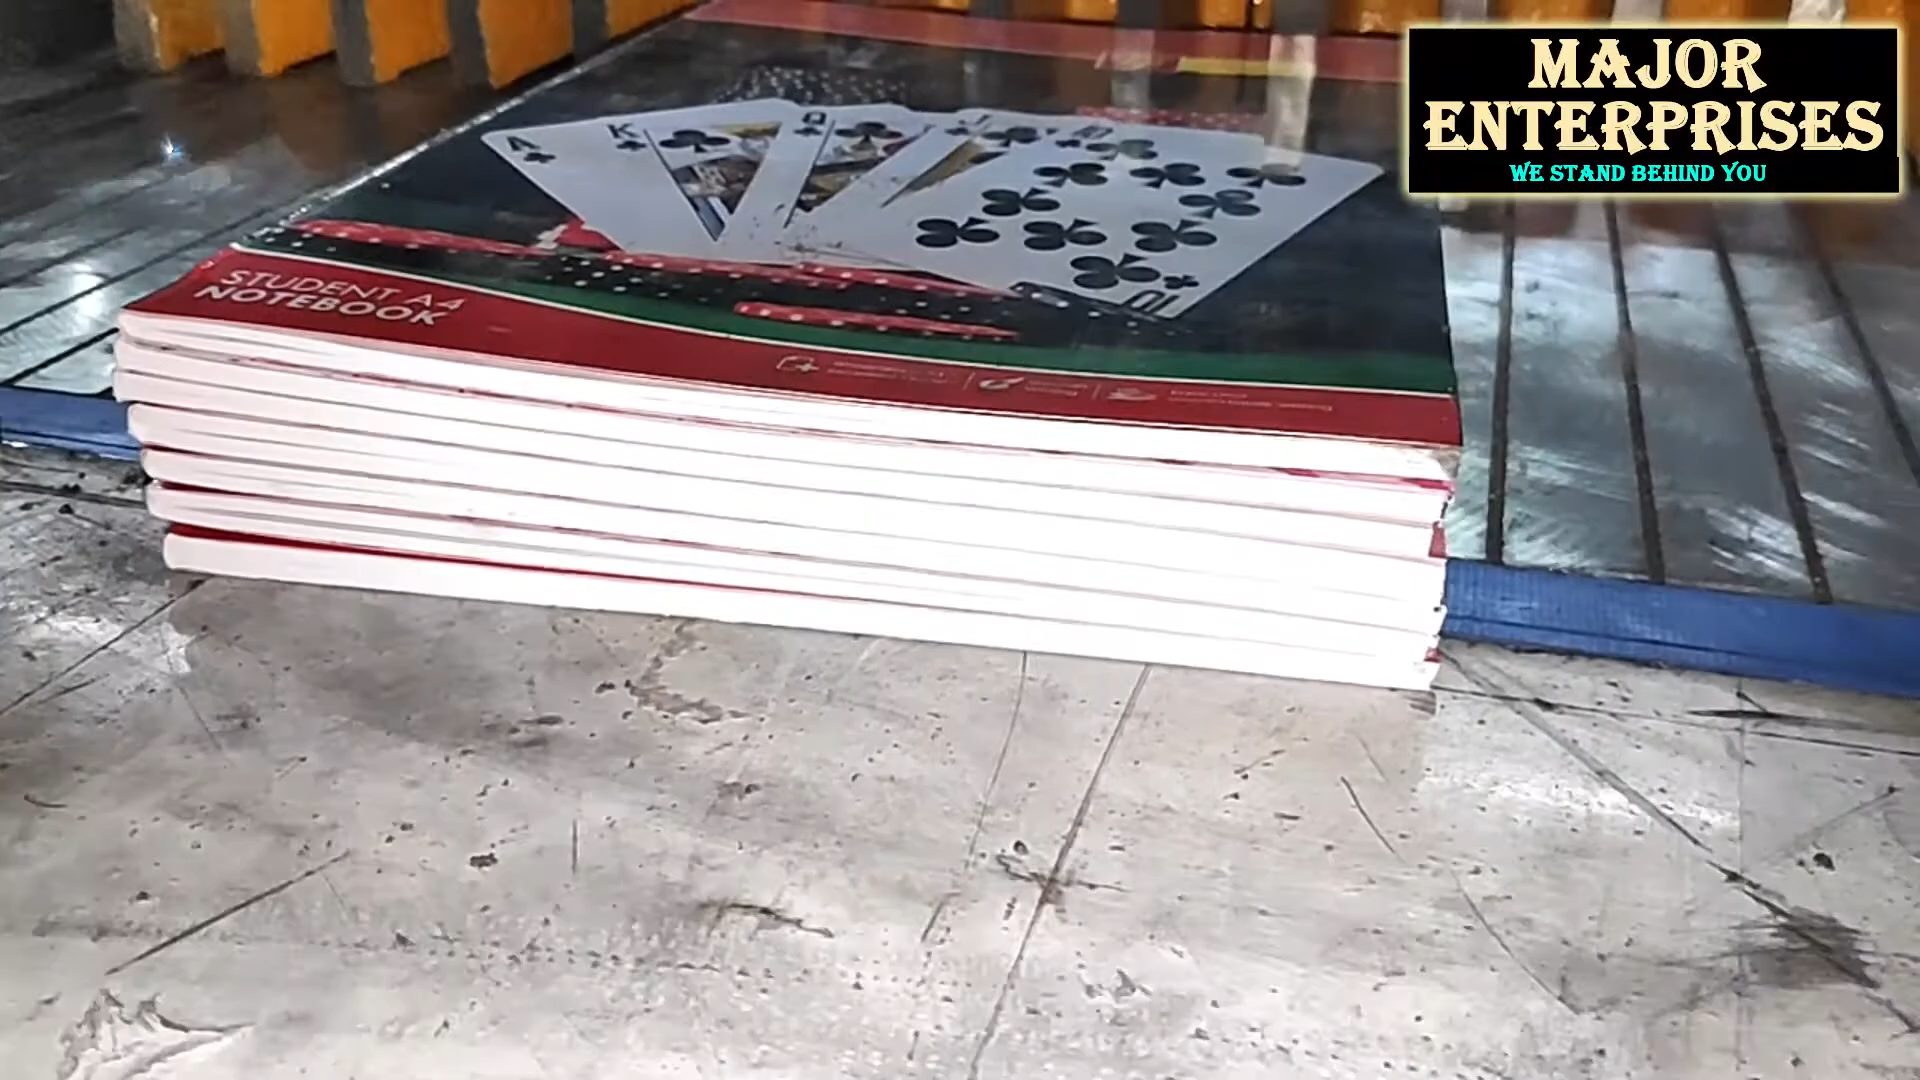 MAJOR
ENTERPRISES
WE STAND BEHIND YOU
A
K
Q
J
10
10
STUDENT A4
NOTEBOOK